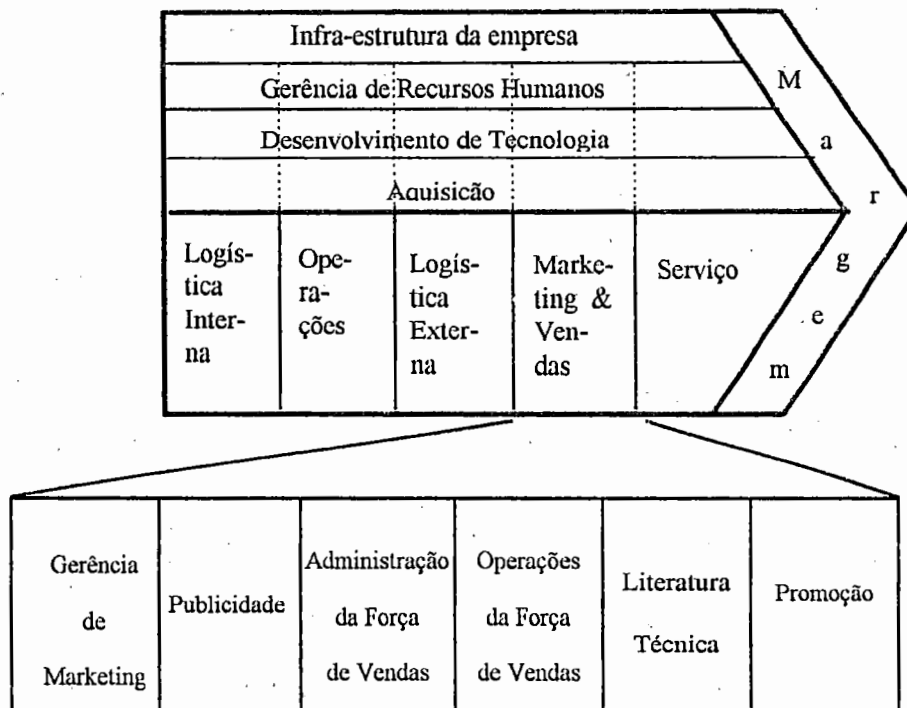 Infra-estrutura da empresa
Gerência de Recursos Humanos
Desenvolvimento de Tecnologia
Aquisicão
Logís-
tica
Inter-
na
Ope-
ra-
ções
Logís-
tica
Exter-
na
Marke-
ting &
Ven-
das
Serviço
M
a
r
g
e
m
Gerência
de
Marketing
Publicidade
Administração
da Força
de Vendas
Operações
da Força
de Vendas
Literatura
Técnica
Promoção